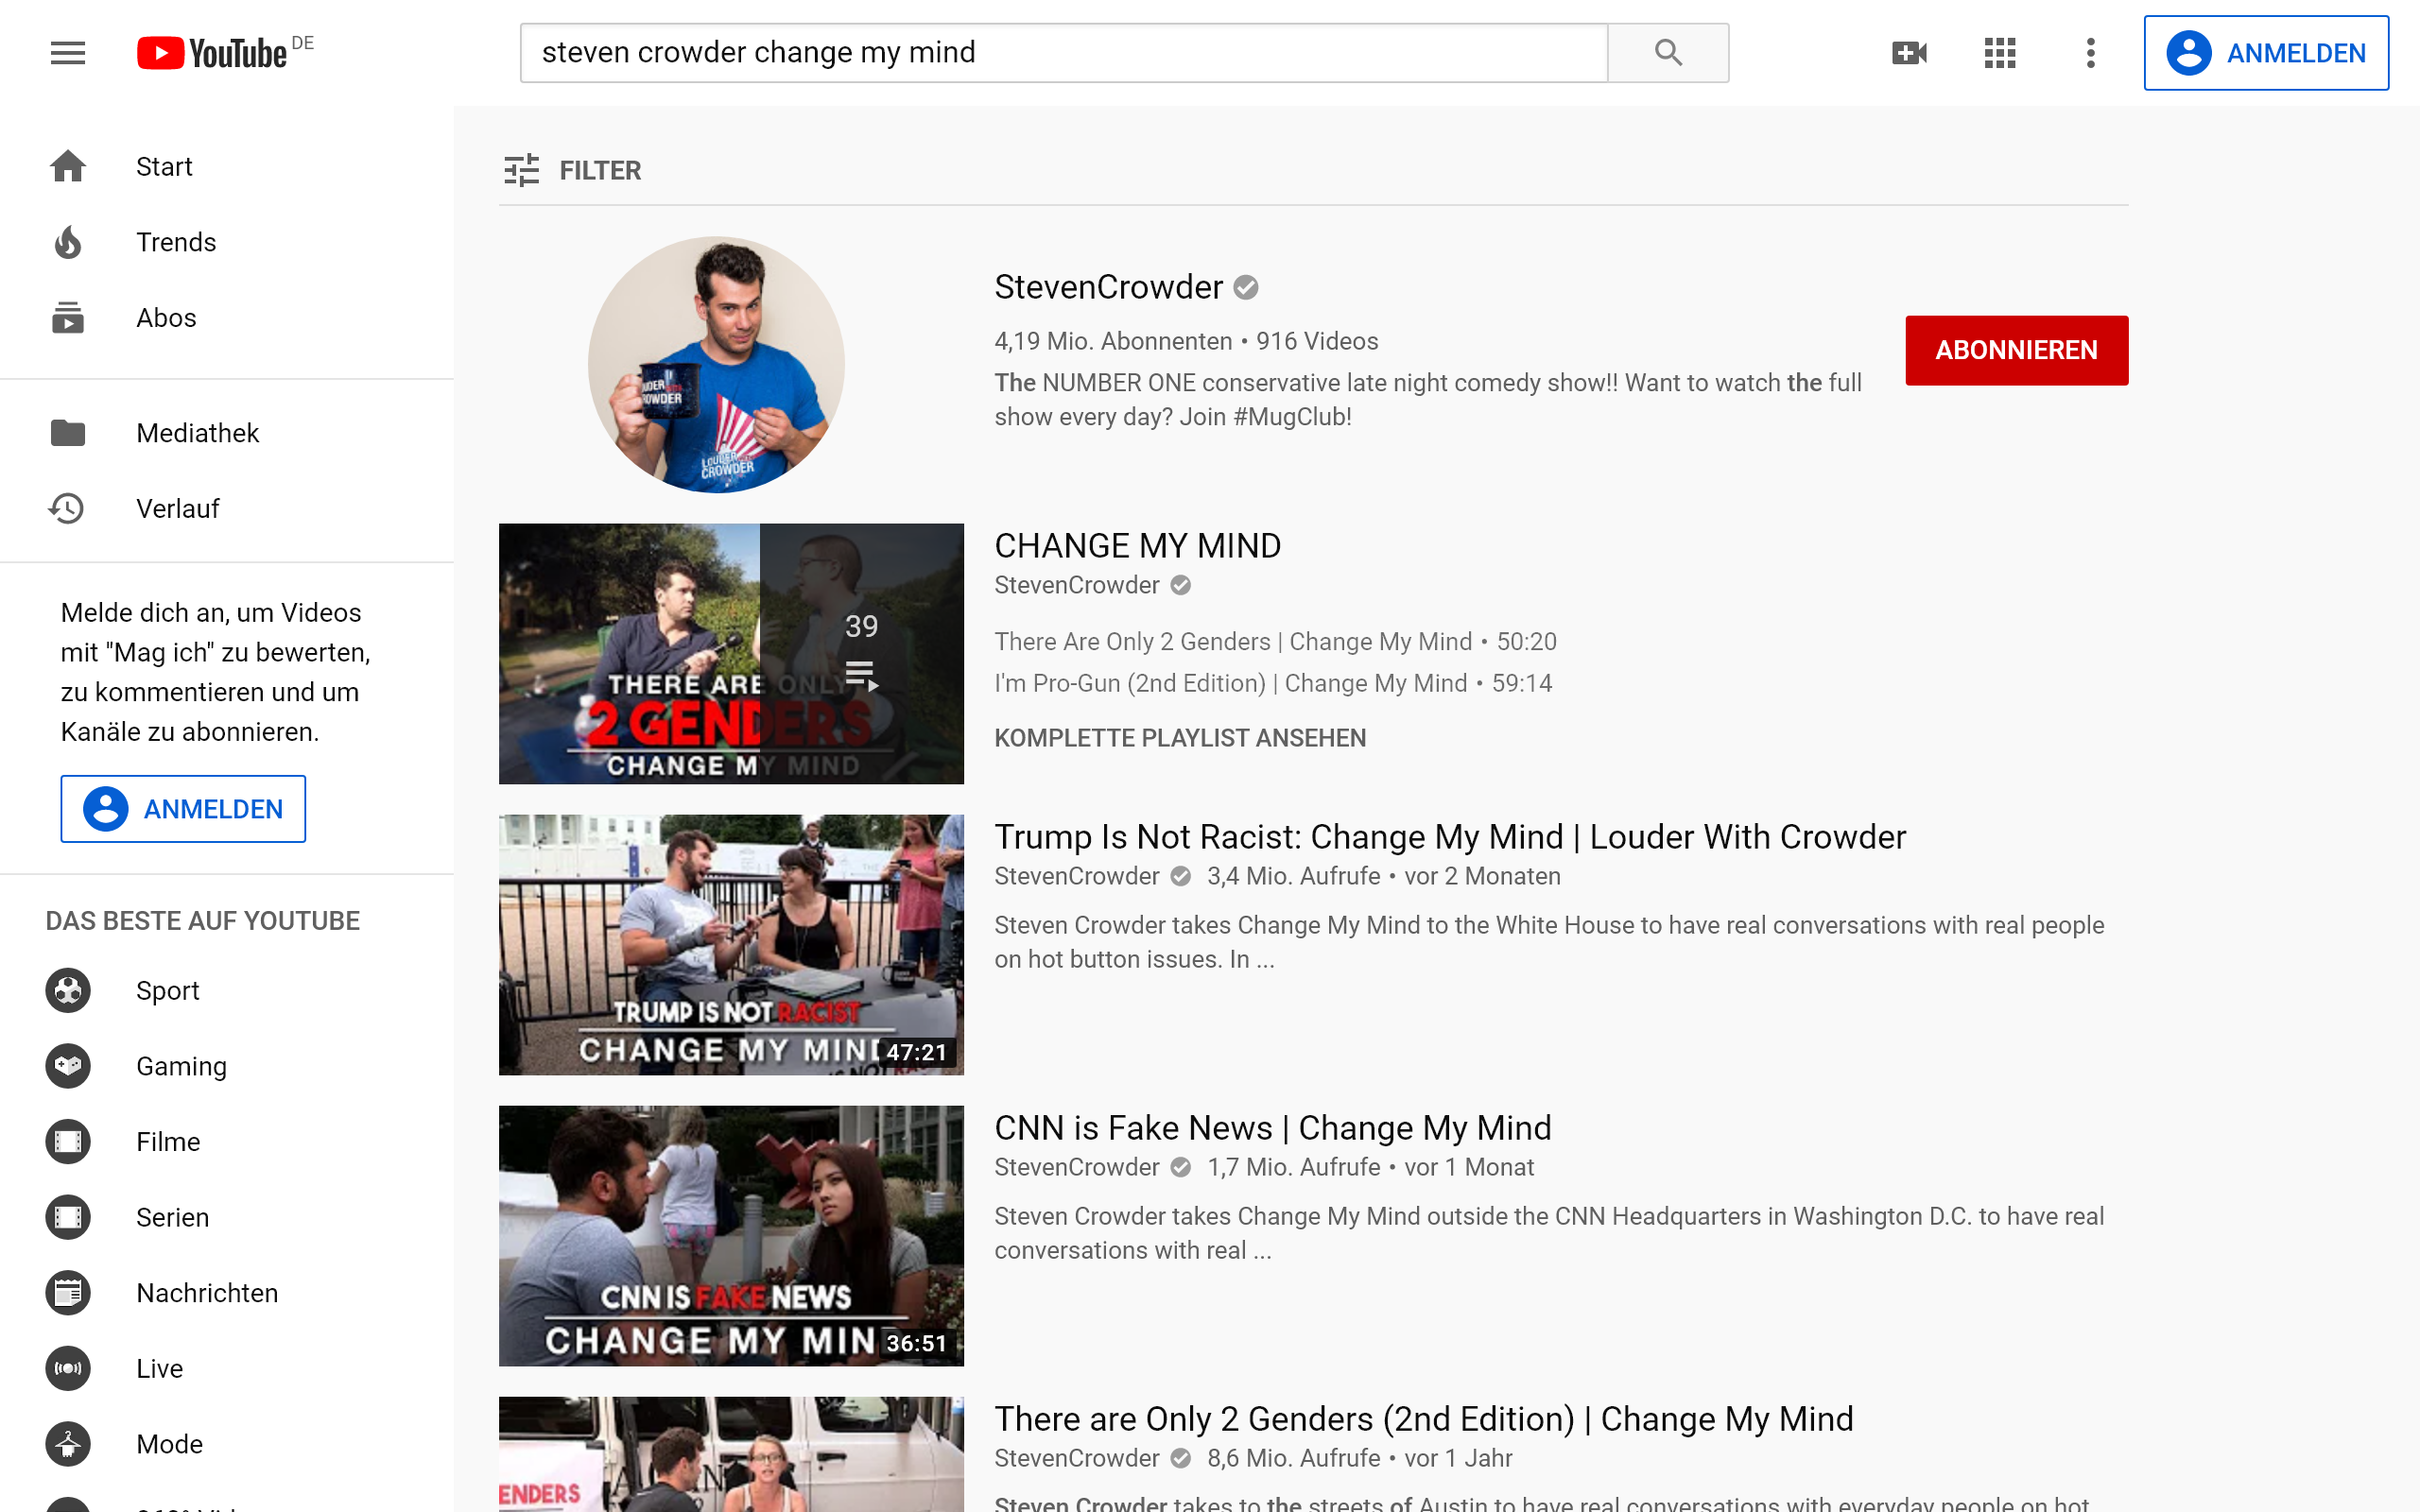 YouTube DE
steven crowder change my mind
ANMELDEN
Start
Trends
Abos
Mediathek
Verlauf
Melde dich an, um Videos
mit "Mag ich" zu bewerten,
zu kommentieren und um
Kanäle zu abonnieren.
ANMELDEN
DAS BESTE AUF YOUTUBE
Sport
Gaming
Filme
Serien
Nachrichten
Live
Mode
FILTER
LOUDER
CROWDER
StevenCrowder
4,19 Mio. Abonnenten • 916 Videos
The NUMBER ONE conservative late night comedy show!! Want to watch the full
show every day? Join #MugClub!
ABONNIEREN
THERE ARE ONLY
2 GENDERS
CHANGE MY MIND
39
CHANGE MY MIND
StevenCrowder
There Are Only 2 Genders | Change My Mind • 50:20
I'm Pro-Gun (2nd Edition) | Change My Mind • 59:14
KOMPLETTE PLAYLIST ANSEHEN
TRUMP IS NOT RACIST
CHANGE MY MIND
47:21
Trump Is Not Racist: Change My Mind | Louder With Crowder
StevenCrowder 3,4 Mio. Aufrufe • vor 2 Monaten
Steven Crowder takes Change My Mind to the White House to have real conversations with real people
on hot button issues. In ...
CNN IS FAKE NEWS
CHANGE MY MIN
36:51
CNN is Fake News | Change My Mind
StevenCrowder 1,7 Mio. Aufrufe • vor 1 Monat
Steven Crowder takes Change My Mind outside the CNN Headquarters in Washington D.C. to have real
conversations with real ...
ENDERS
There are Only 2 Genders (2nd Edition) | Change My Mind
StevenCrowder 8,6 Mio. Aufrufe • vor 1 Jahr
Steven Crowder takes to the streets of Austin to have real conversations with everyday people on hot